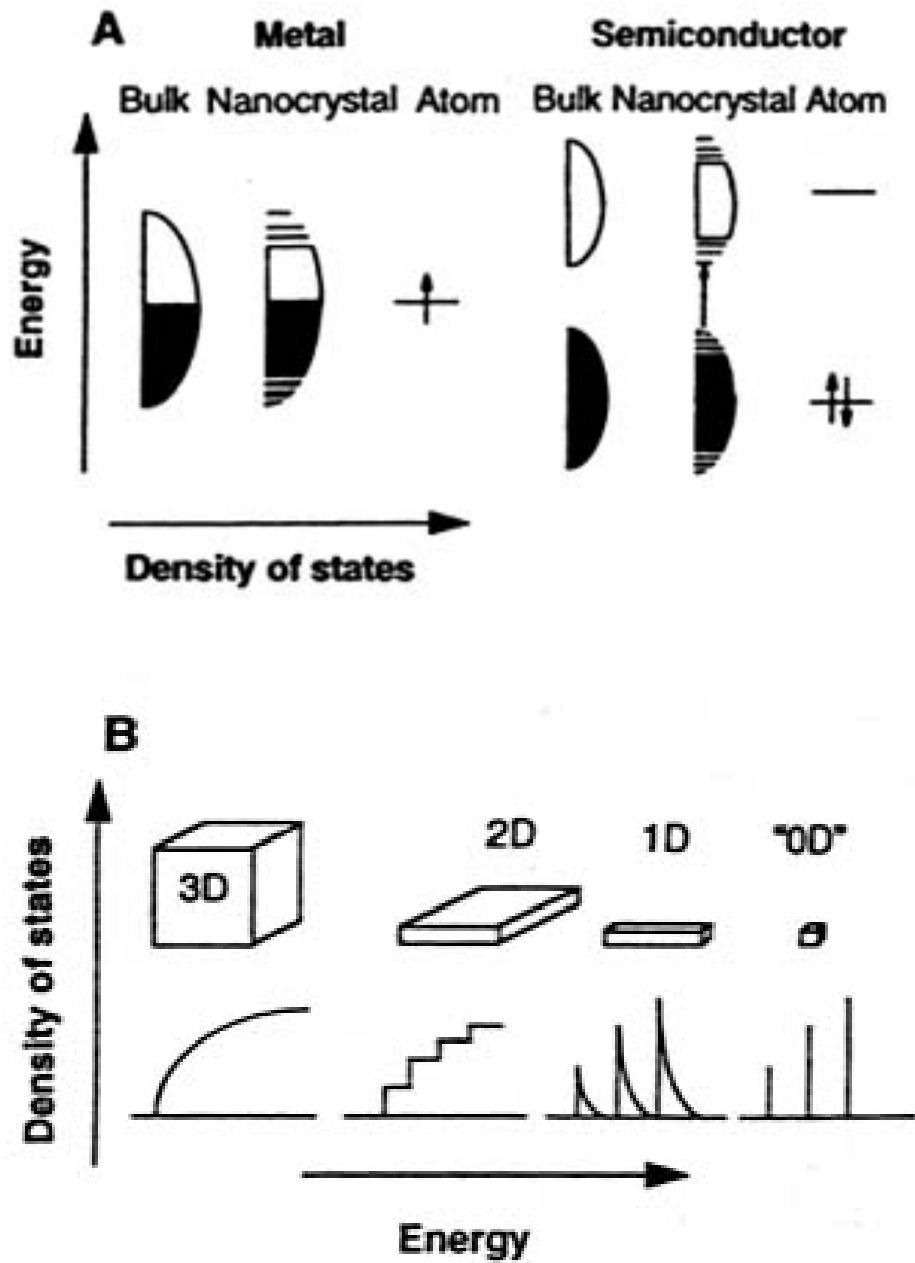 A
Metal
Semiconductor
Bulk Nanocrystal Atom
Bulk Nanocrystal Atom
Energy
Density of states
B
3D
2D
1D
"0D"
Density of states
Energy